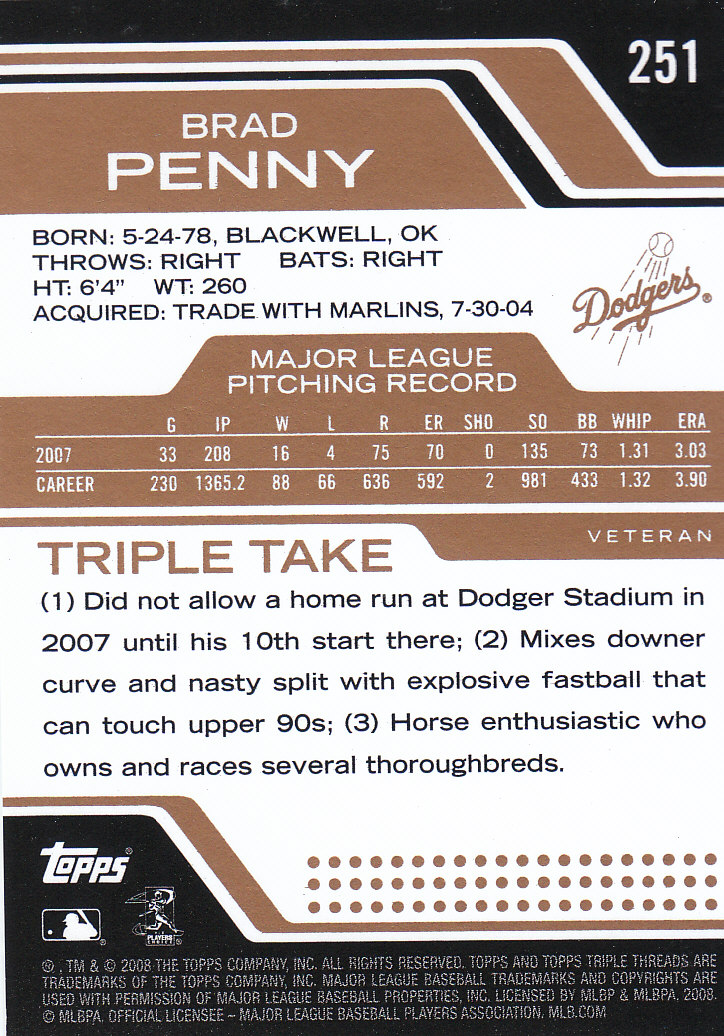 251
BRAD
PENNY
BORN: 5-24-78, BLACKWELL, OK
THROWS: RIGHT BATS: RIGHT
HT: 6'4" WT: 260
ACQUIRED: TRADE WITH MARLINS, 7-30-04
Dodgers®
MAJOR LEAGUE
PITCHING RECORD
G IP W L R ER SHO SO BB WHIP ERA
2007 33 208 16 4 75 70 0 135 73 1.31 3.03
CAREER 230 1365.2 88 66 636 592 2 981 433 1.32 3.90
VETERAN
TRIPLE TAKE
(1) Did not allow a home run at Dodger Stadium in
2007 until his 10th start there; (2) Mixes downer
curve and nasty split with explosive fastball that
can touch upper 90s; (3) Horse enthusiastic who
owns and races several thoroughbreds.
Topps®
PLAYERS
CHOICE
®, TM & © 2008 THE TOPPS COMPANY, INC. ALL RIGHTS RESERVED. TOPPS AND TOPPS TRIPLE THREADS ARE
TRADEMARKS OF THE TOPPS COMPANY, INC. MAJOR LEAGUE BASEBALL TRADEMARKS AND COPYRIGHTS ARE
USED WITH PERMISSION OF MAJOR LEAGUE BASEBALL PROPERTIES, INC. LICENSED BY MLBP & MLBPA, 2008.
© MLBPA, OFFICIAL LICENSEE – MAJOR LEAGUE BASEBALL PLAYERS ASSOCIATION. MLB.COM